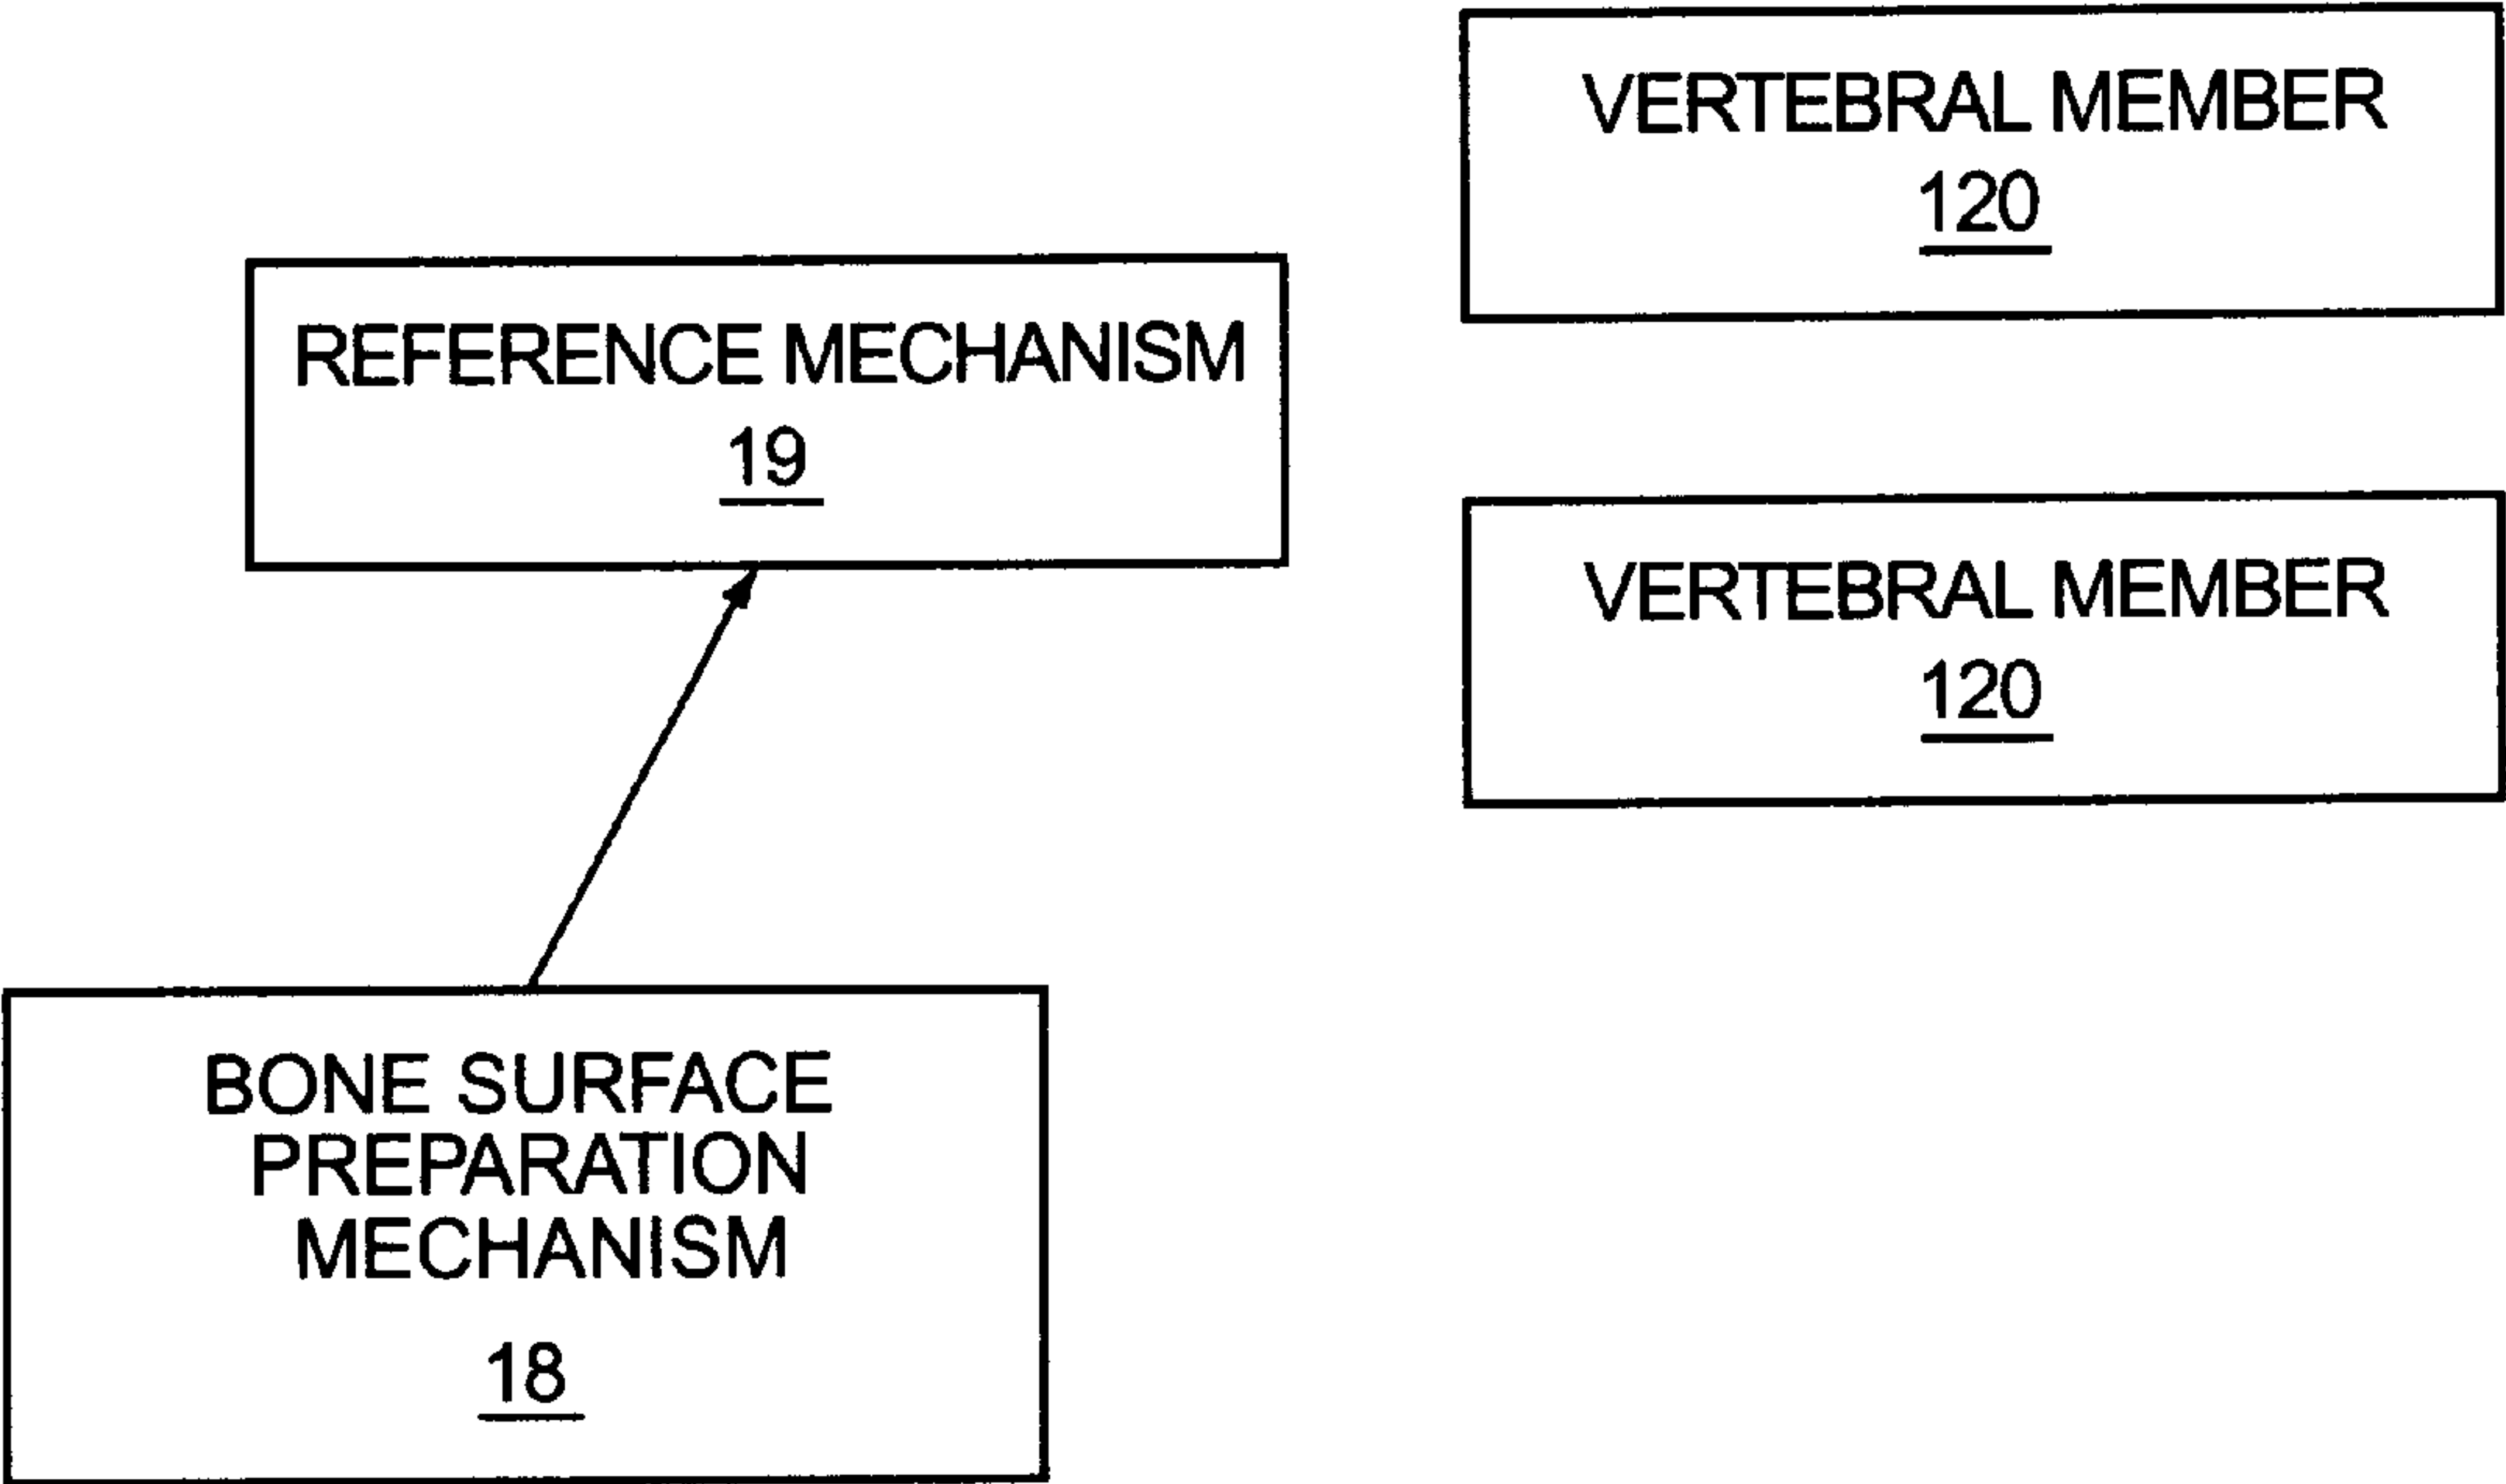 VERTEBRAL MEMBER
120
REFERENCE MECHANISM
19
VERTEBRAL MEMBER
120
BONE SURFACE
PREPARATION
MECHANISM
18